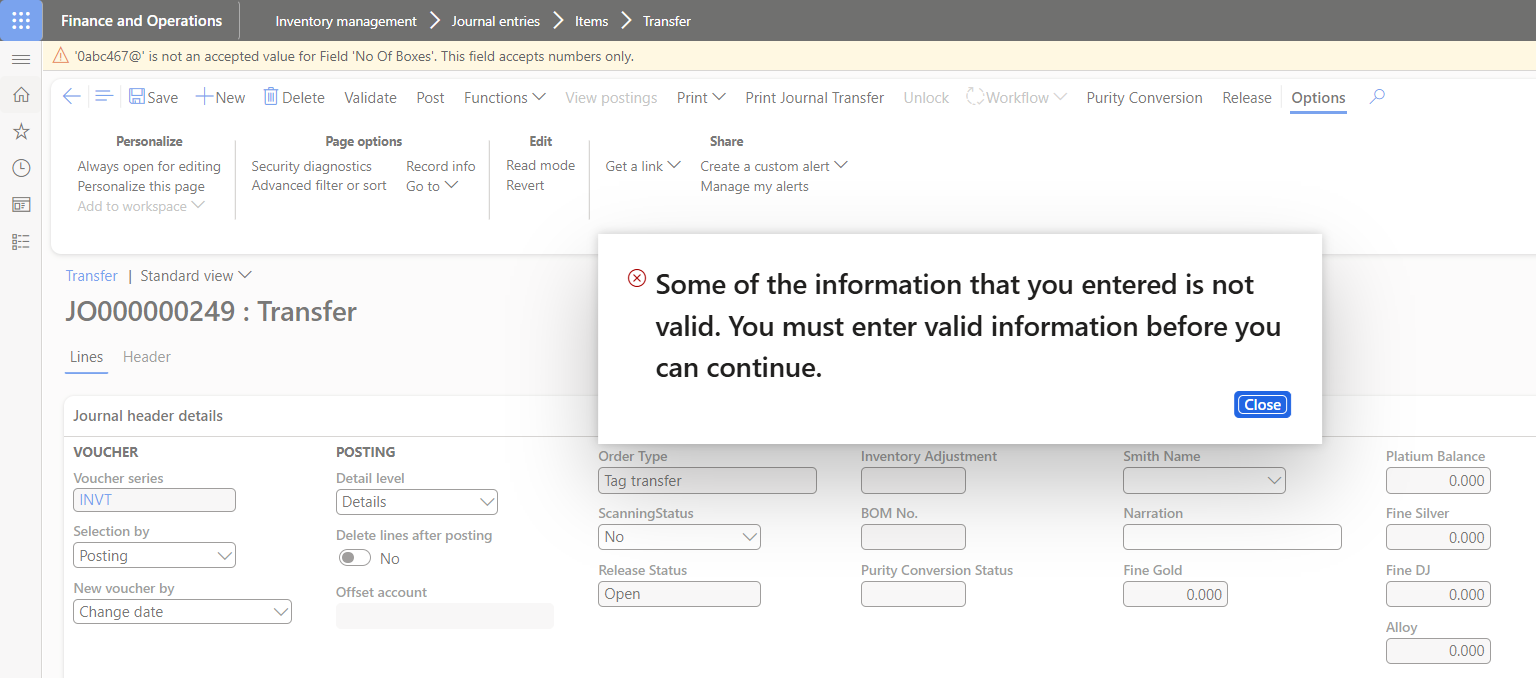 Finance and Operations
Inventory management > Journal entries > Items > Transfer
'0abc467@' is not an accepted value for Field 'No Of Boxes'. This field accepts numbers only.
Save New Delete Validate Post Functions View postings Print Print Journal Transfer Unlock Workflow Purity Conversion Release Options
Personalize
Always open for editing
Personalize this page
Add to workspace
Page options
Security diagnostics
Advanced filter or sort
Record info
Go to
Edit
Read mode
Revert
Share
Get a link
Create a custom alert
Manage my alerts
Some of the information that you entered is not
valid. You must enter valid information before you
can continue.
Close
Transfer | Standard view
JO000000249 : Transfer
Lines Header
Journal header details
VOUCHER
Voucher series
INVT
Selection by
Posting
New voucher by
Change date
POSTING
Detail level
Details
Delete lines after posting
No
Offset account
Order Type
Tag transfer
ScanningStatus
No
Release Status
Open
Inventory Adjustment
BOM No.
Purity Conversion Status
Smith Name
Narration
Fine Gold
0.000
Platium Balance
0.000
Fine Silver
0.000
Fine DJ
0.000
Alloy
0.000